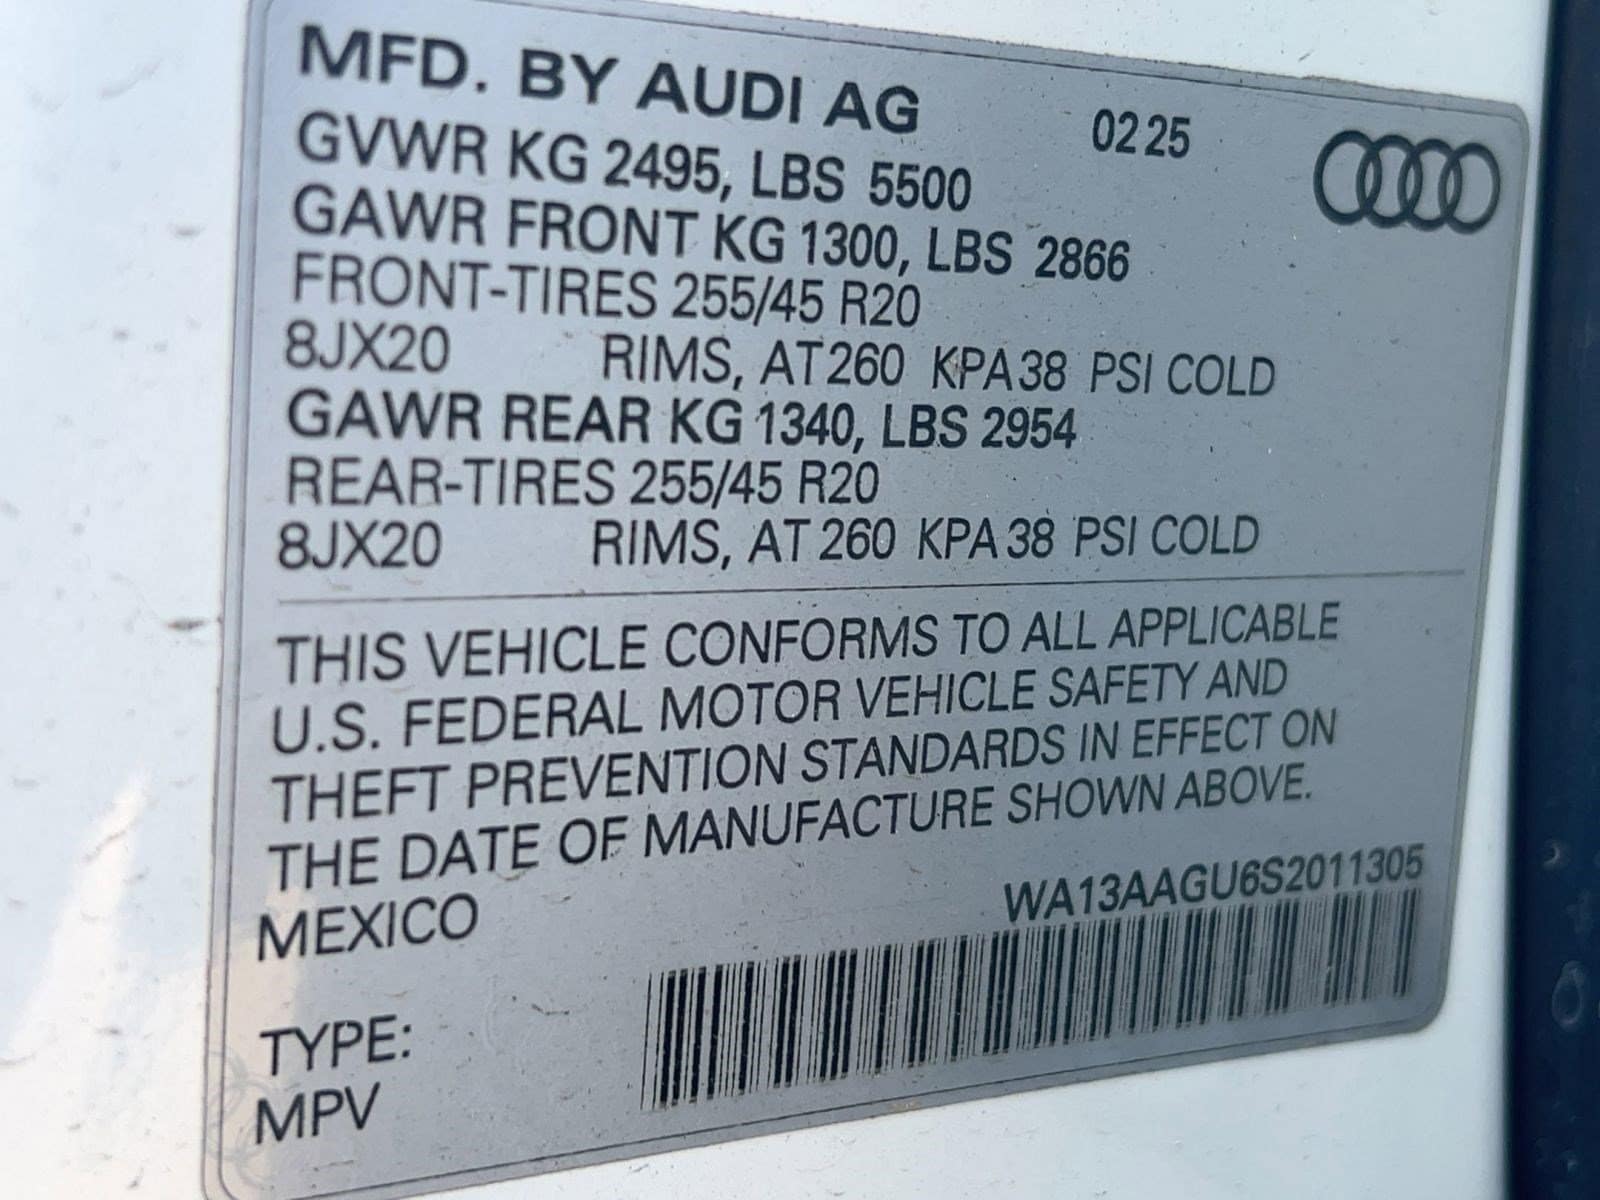 MFD. BY AUDI AG 02 25
GVWR KG 2495, LBS 5500
GAWR FRONT KG 1300, LBS 2866
FRONT-TIRES 255/45 R20
8JX20 RIMS, AT 260 KPA 38 PSI COLD
GAWR REAR KG 1340, LBS 2954
REAR-TIRES 255/45 R20
8JX20 RIMS, AT 260 KPA 38 PSI COLD
THIS VEHICLE CONFORMS TO ALL APPLICABLE
U.S. FEDERAL MOTOR VEHICLE SAFETY AND
THEFT PREVENTION STANDARDS IN EFFECT ON
THE DATE OF MANUFACTURE SHOWN ABOVE.
MEXICO WA13AAGU6S2011305
TYPE:
MPV